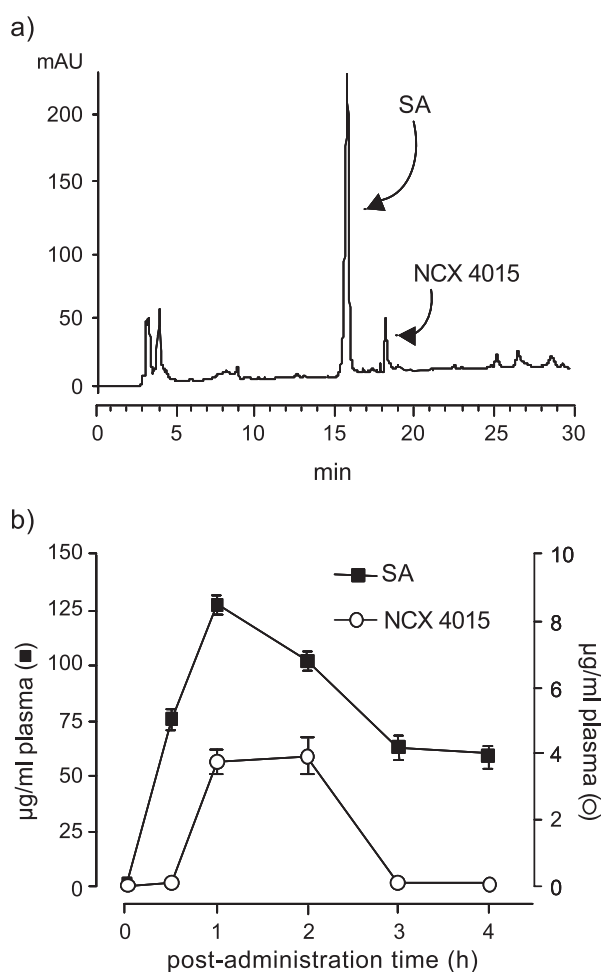 a)
mAU
200
150
100
50
0
SA
NCX 4015
0 5 10 15 20 25 30
min
b)
150
125
100
75
50
25
0
µg/ml plasma (■)
SA
NCX 4015
10
8
6
4
2
0
µg/ml plasma (○)
0 1 2 3 4
post-administration time (h)